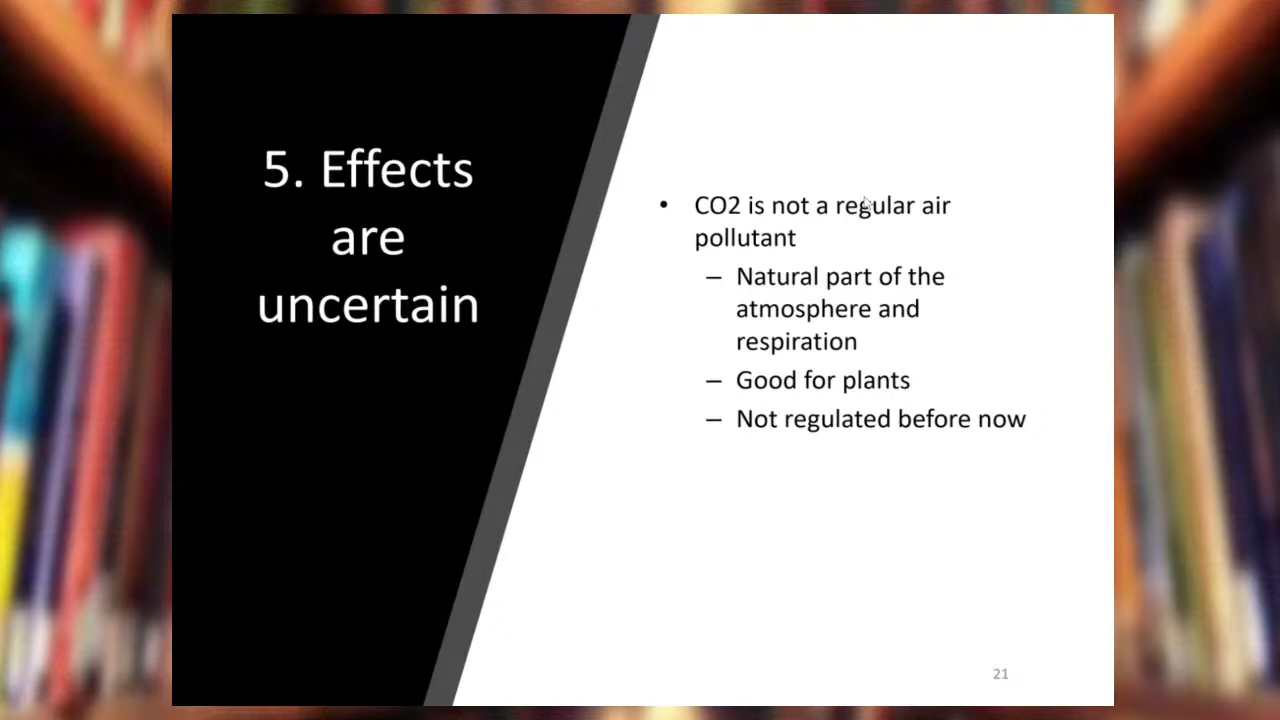 5. Effects
are
uncertain
• CO2 is not a regular air
pollutant
– Natural part of the
atmosphere and
respiration
– Good for plants
– Not regulated before now
21